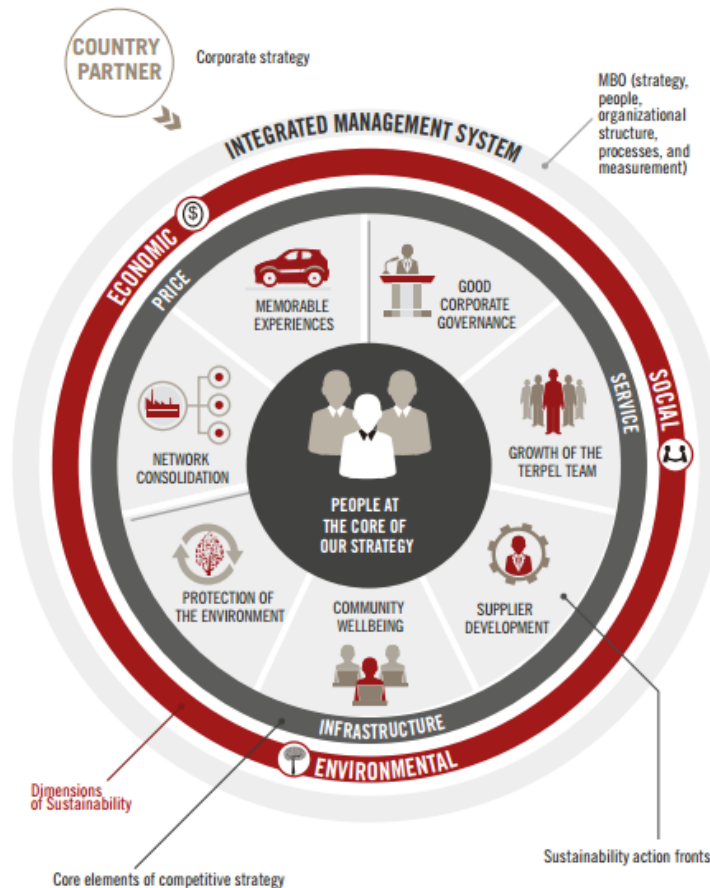 COUNTRY
PARTNER
Corporate strategy
MBO (strategy,
people,
organizational
structure,
processes, and
measurement)
INTEGRATED MANAGEMENT SYSTEM
$
ECONOMIC
PRICE
MEMORABLE
EXPERIENCES
GOOD
CORPORATE
GOVERNANCE
SERVICE
SOCIAL
NETWORK
CONSOLIDATION
GROWTH OF THE
TERPEL TEAM
PEOPLE AT
THE CORE OF
OUR STRATEGY
PROTECTION OF
THE ENVIRONMENT
COMMUNITY
WELLBEING
SUPPLIER
DEVELOPMENT
INFRASTRUCTURE
ENVIRONMENTAL
Dimensions
of Sustainability
Sustainability action fronts
Core elements of competitive strategy